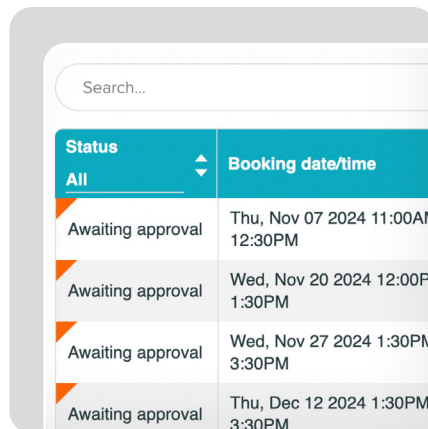 Search...
Status
All
Booking date/time
Awaiting approval
Thu, Nov 07 2024 11:00AM
12:30PM
Awaiting approval
Wed, Nov 20 2024 12:00P
1:30PM
Awaiting approval
Wed, Nov 27 2024 1:30PM
3:30PM
Awaiting approval
Thu, Dec 12 2024 1:30PM
3:30PM